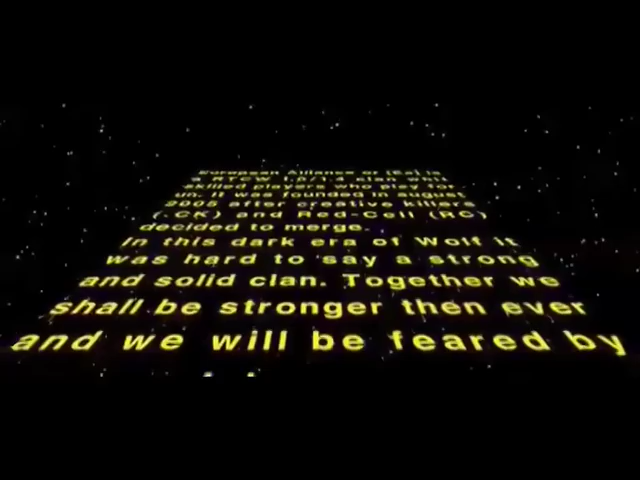 European Alliance or (Ea) is
a RTCW 1.0/1.4 clan with
skilled players who play for
un. It was founded in august
2005 after creative killers
(.CK) and Red-Cell (RC)
decided to merge.
In this dark era of Wolf it
was hard to say a strong
and solid clan. Together we
shall be stronger then ever
and we will be feared by